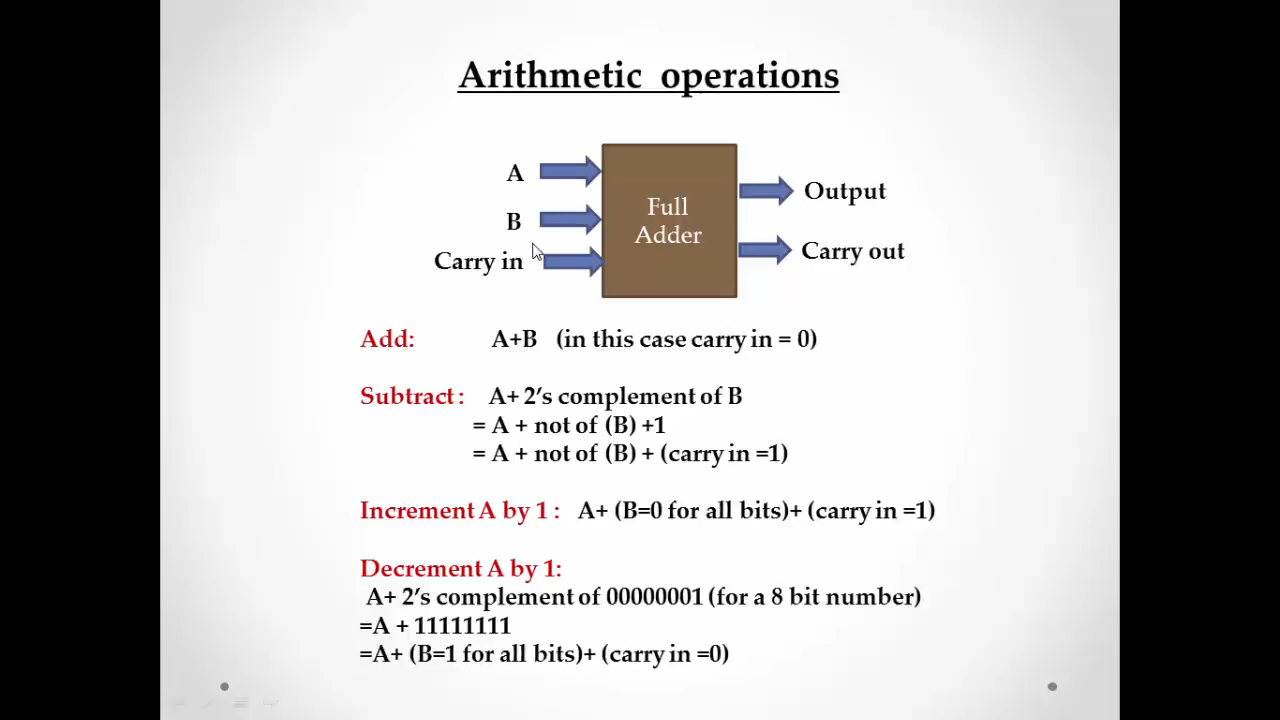 Arithmetic operations
A
B
Carry in
Full
Adder
Output
Carry out
Add: A+B (in this case carry in = 0)
Subtract : A+ 2’s complement of B
= A + not of (B) +1
= A + not of (B) + (carry in =1)
Increment A by 1 : A+ (B=0 for all bits)+ (carry in =1)
Decrement A by 1:
A+ 2’s complement of 00000001 (for a 8 bit number)
=A + 11111111
=A+ (B=1 for all bits)+ (carry in =0)